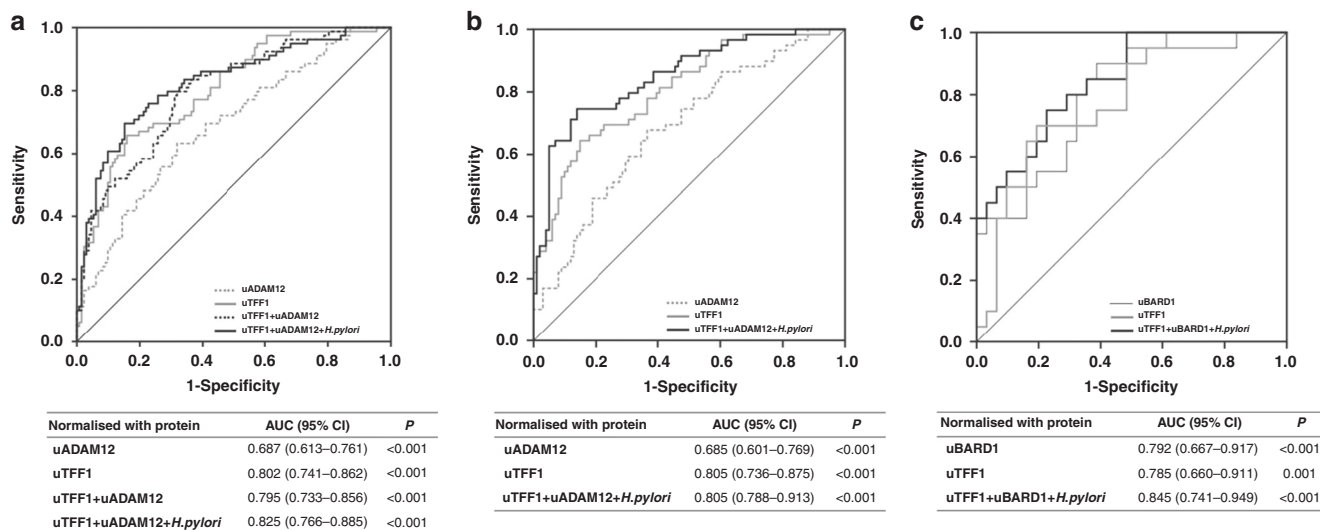 a
1.0
0.8
0.6
0.4
0.2
0.0
Sensitivity
uADAM12
uTFF1
uTFF1+uADAM12
uTFF1+uADAM12+H.pylori
0.0 0.2 0.4 0.6 0.8 1.0
1-Specificity
Normalised with protein AUC (95% CI) P
uADAM12 0.687 (0.613–0.761) <0.001
uTFF1 0.802 (0.741–0.862) <0.001
uTFF1+uADAM12 0.795 (0.733–0.856) <0.001
uTFF1+uADAM12+H.pylori 0.825 (0.766–0.885) <0.001
b
1.0
0.8
0.6
0.4
0.2
0.0
Sensitivity
uADAM12
uTFF1
uTFF1+uADAM12+H.pylori
0.0 0.2 0.4 0.6 0.8 1.0
1-Specificity
Normalised with protein AUC (95% CI) P
uADAM12 0.685 (0.601–0.769) <0.001
uTFF1 0.805 (0.736–0.875) <0.001
uTFF1+uADAM12+H.pylori 0.805 (0.788–0.913) <0.001
c
1.0
0.8
0.6
0.4
0.2
0.0
Sensitivity
uBARD1
uTFF1
uTFF1+uBARD1+H.pylori
0.0 0.2 0.4 0.6 0.8 1.0
1-Specificity
Normalised with protein AUC (95% CI) P
uBARD1 0.792 (0.667–0.917) <0.001
uTFF1 0.785 (0.660–0.911) 0.001
uTFF1+uBARD1+H.pylori 0.845 (0.741–0.949) <0.001